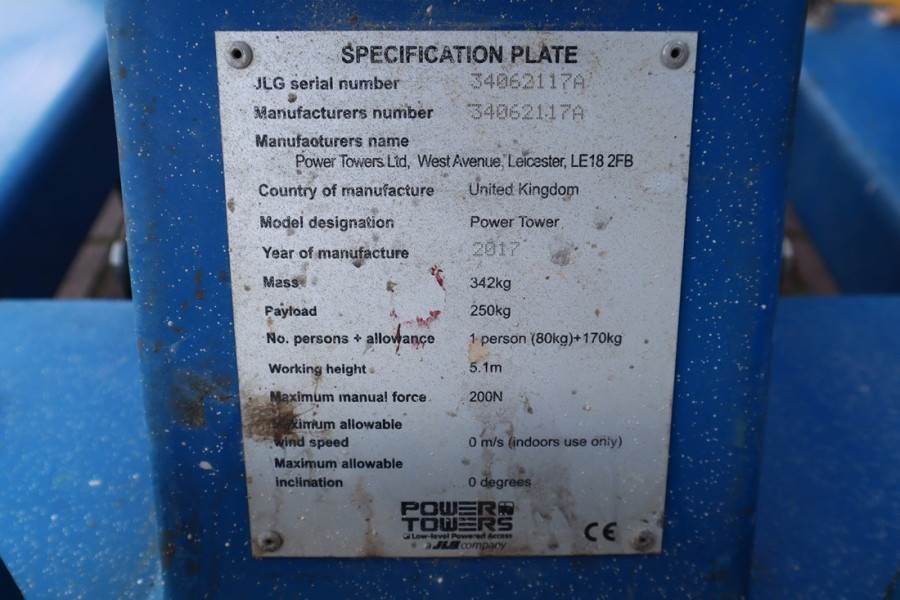 SPECIFICATION PLATE
JLG serial number 34062117A
Manufacturers number 34062117A
Manufacturers name
Power Towers Ltd, West Avenue, Leicester, LE18 2FB
Country of manufacture United Kingdom
Model designation Power Tower
Year of manufacture 2017
Mass 342kg
Payload 250kg
No. persons + allowance 1 person (80kg)+170kg
Working height 5.1m
Maximum manual force 200N
Maximum allowable
wind speed 0 m/s (indoors use only)
Maximum allowable
inclination 0 degrees
POWER
TOWERS
Low-level Powered Access
a JLG company
CE